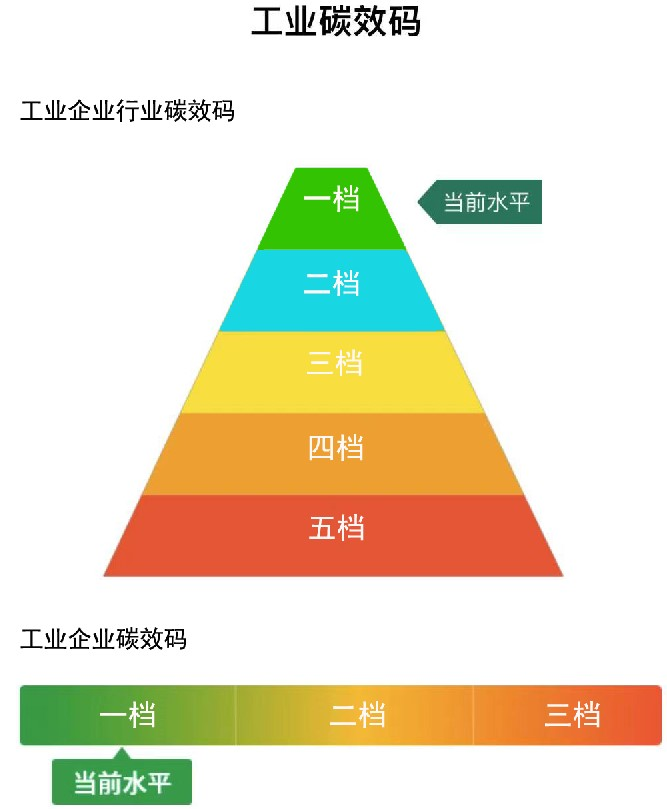 工业碳效码
工业企业行业碳效码
一档
当前水平
二档
三档
四档
五档
工业企业碳效码
一档
二档
三档
当前水平